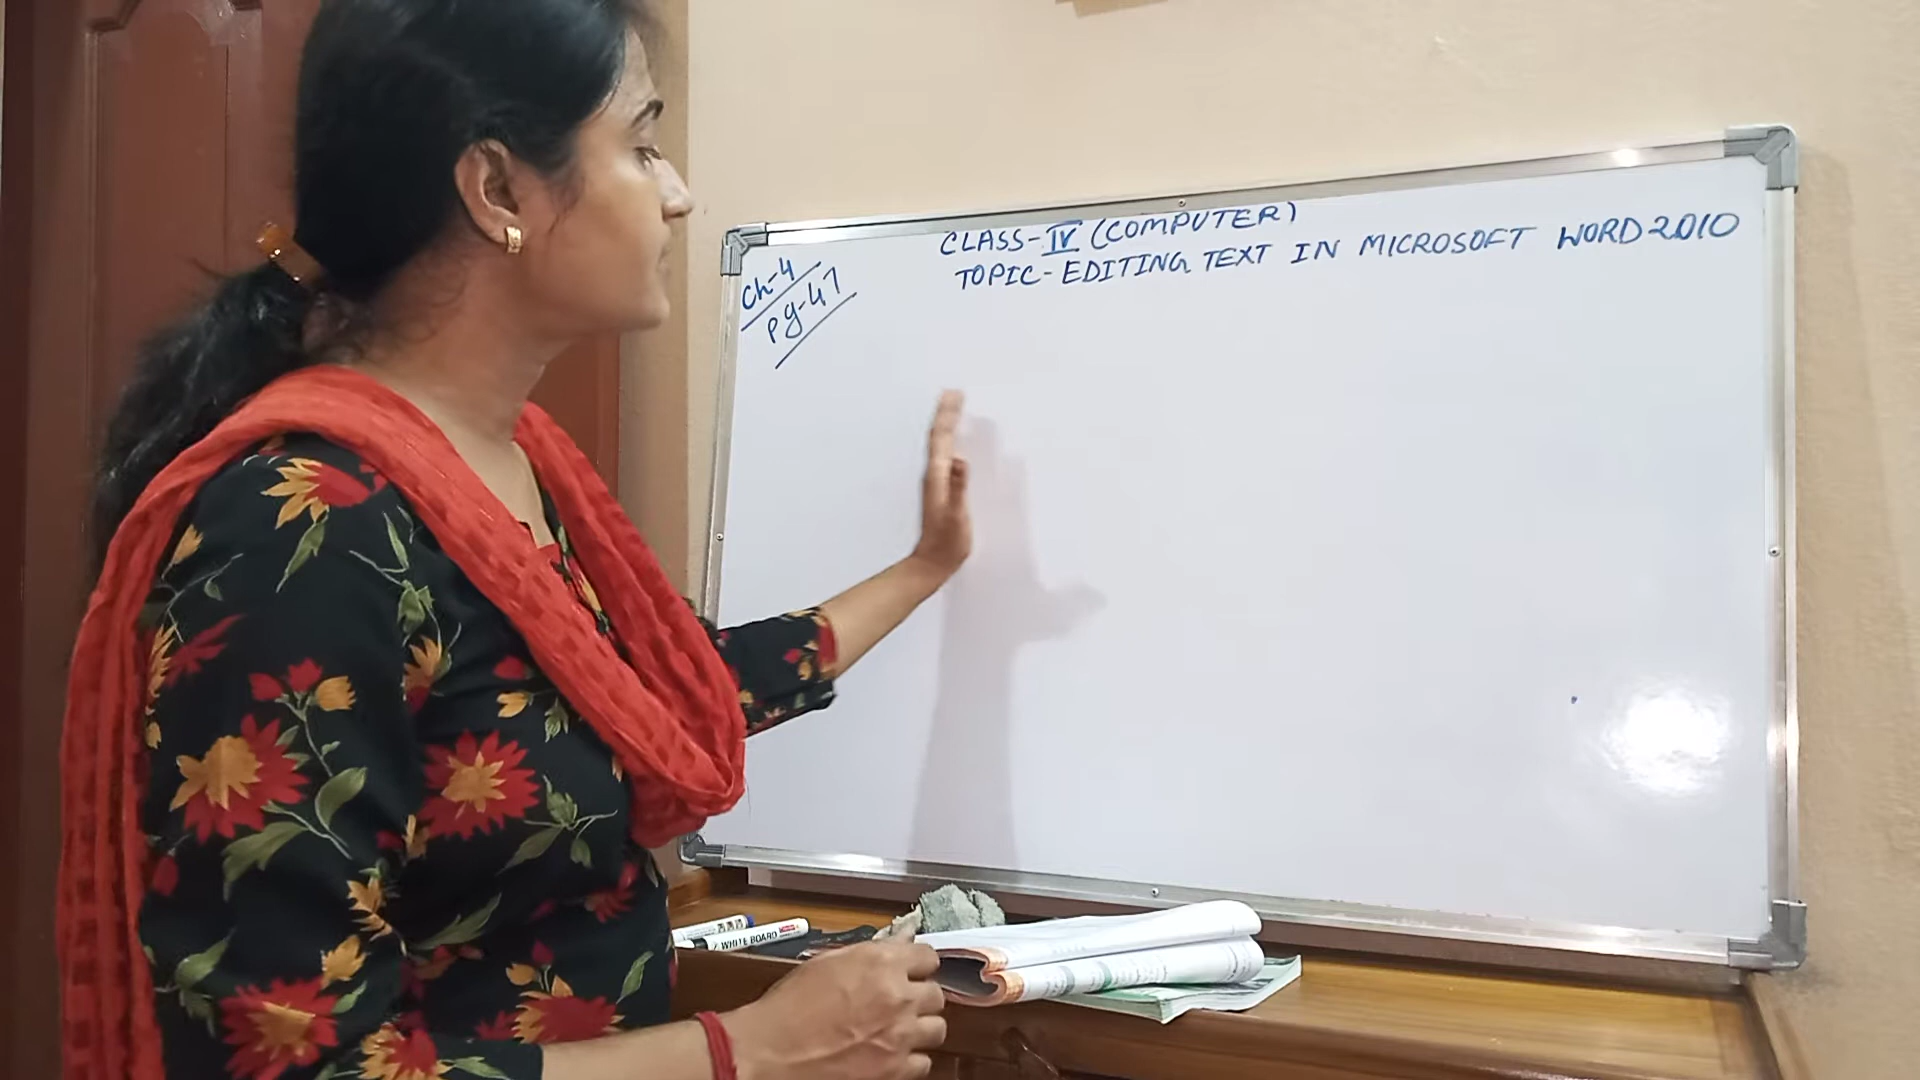 CLASS-IV (COMPUTER)
TOPIC-EDITING TEXT IN MICROSOFT WORD 2010
Ch-4
Pg-47
WHITE BOARD